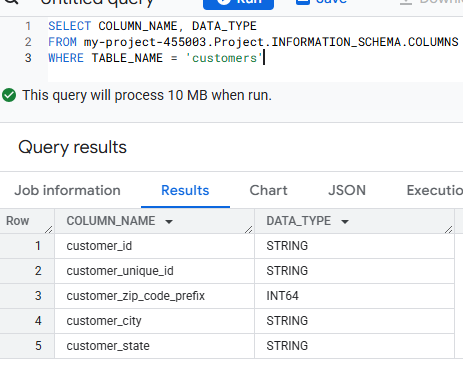 Untitled query
Run
Save
Downl
1 SELECT COLUMN_NAME, DATA_TYPE
2 FROM my-project-455003.Project.INFORMATION_SCHEMA.COLUMNS
3 WHERE TABLE_NAME = 'customers'
This query will process 10 MB when run.
Query results
Job information Results Chart JSON Executio
Row COLUMN_NAME DATA_TYPE
1 customer_id STRING
2 customer_unique_id STRING
3 customer_zip_code_prefix INT64
4 customer_city STRING
5 customer_state STRING